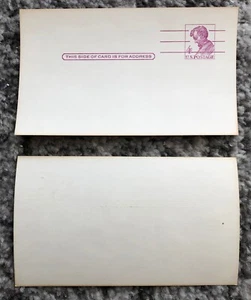 THIS SIDE OF CARD IS FOR ADDRESS
U.S. POSTAGE